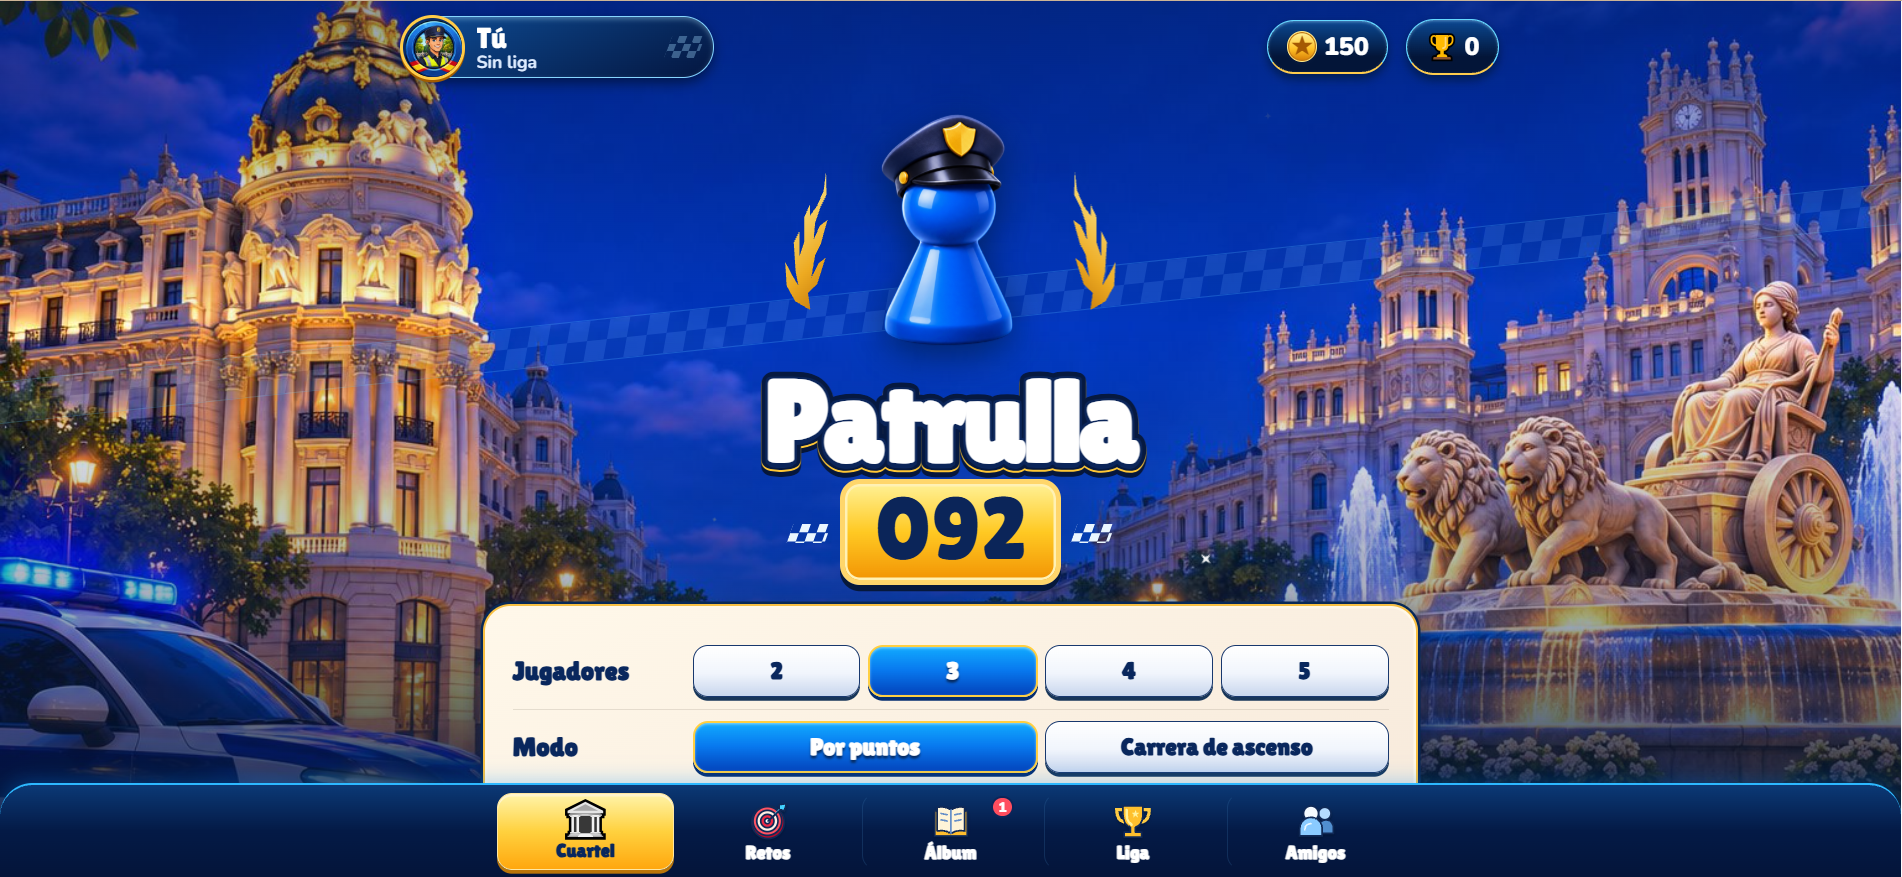 Tú
Sin liga
150
0
Patrulla
092
Jugadores
2
3
4
5
Modo
Por puntos
Carrera de ascenso
Cuartel
Retos
Álbum
1
Liga
Amigos